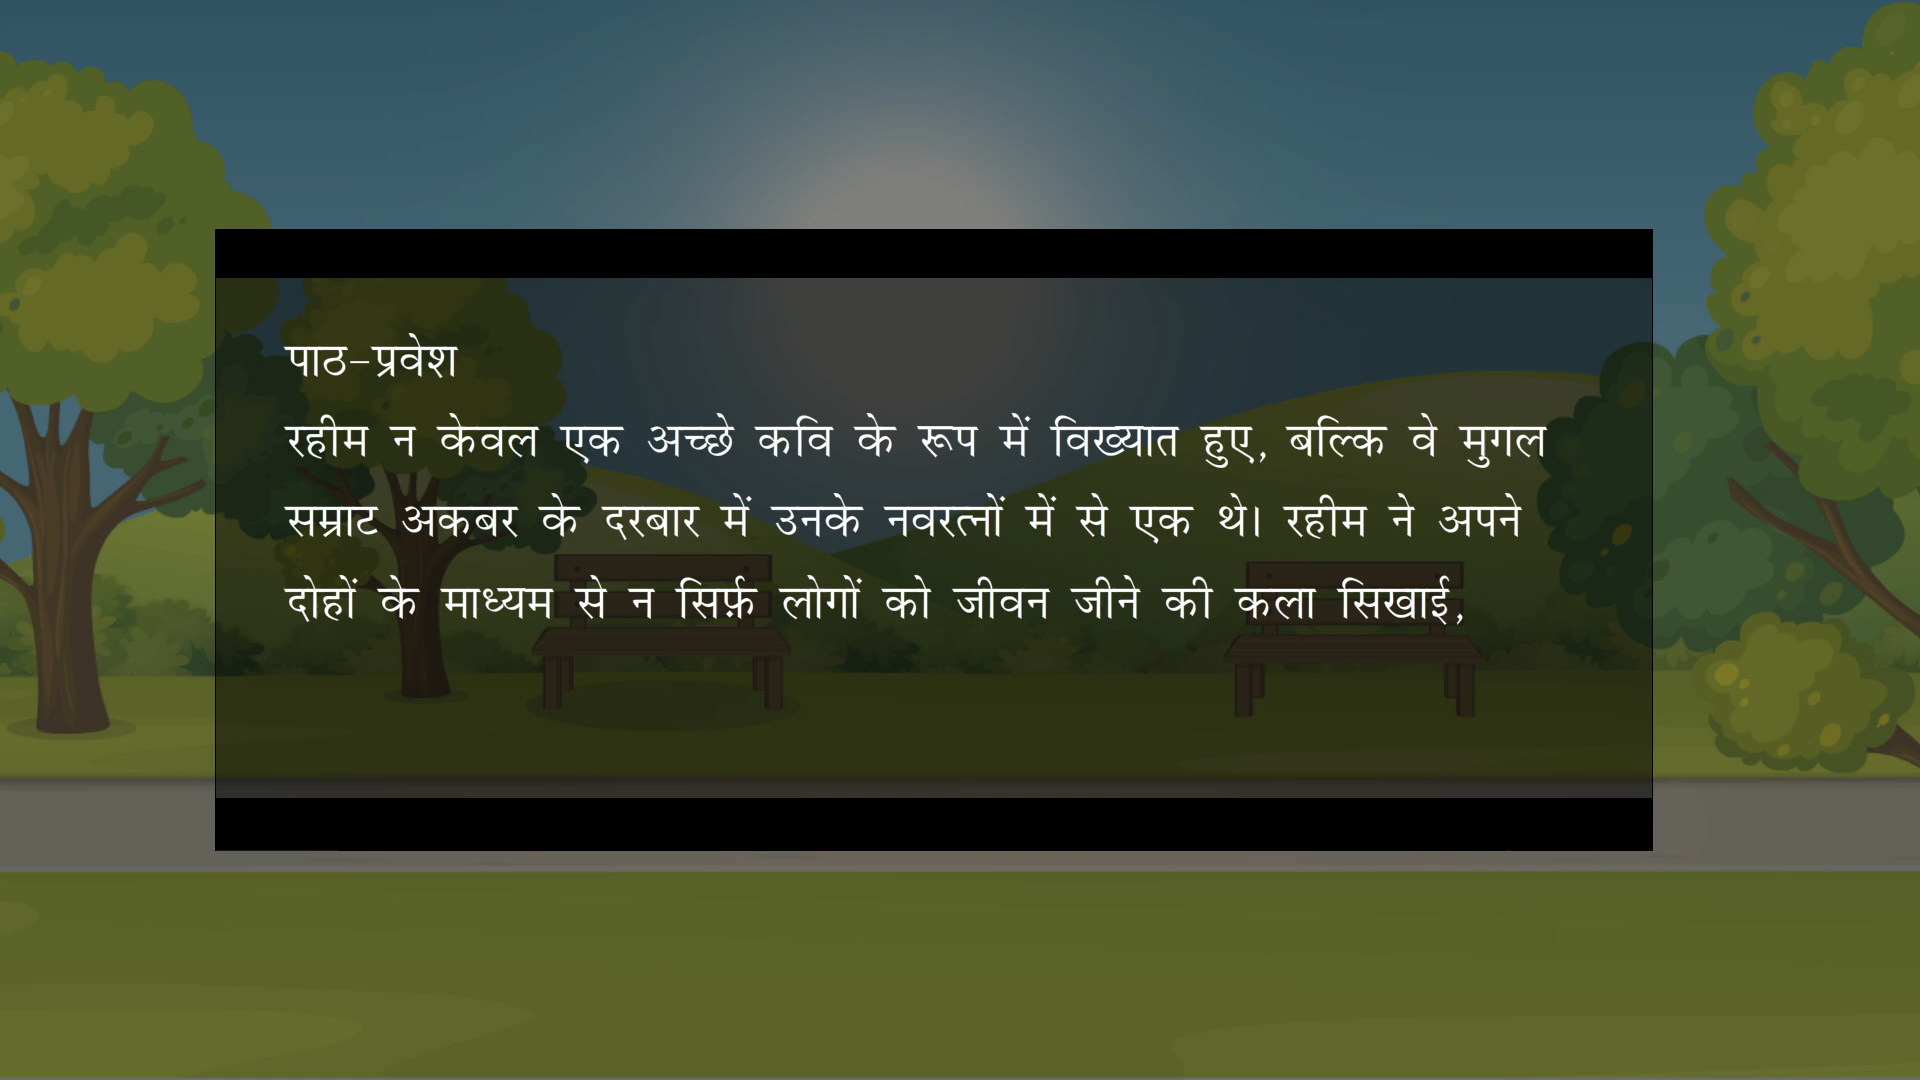 पाठ-प्रवेश
रहीम न केवल एक अच्छे कवि के रूप में विख्यात हुए, बल्कि वे मुगल
सम्राट अकबर के दरबार में उनके नवरत्नों में से एक थे। रहीम ने अपने
दोहों के माध्यम से न सिर्फ़ लोगों को जीवन जीने की कला सिखाई,